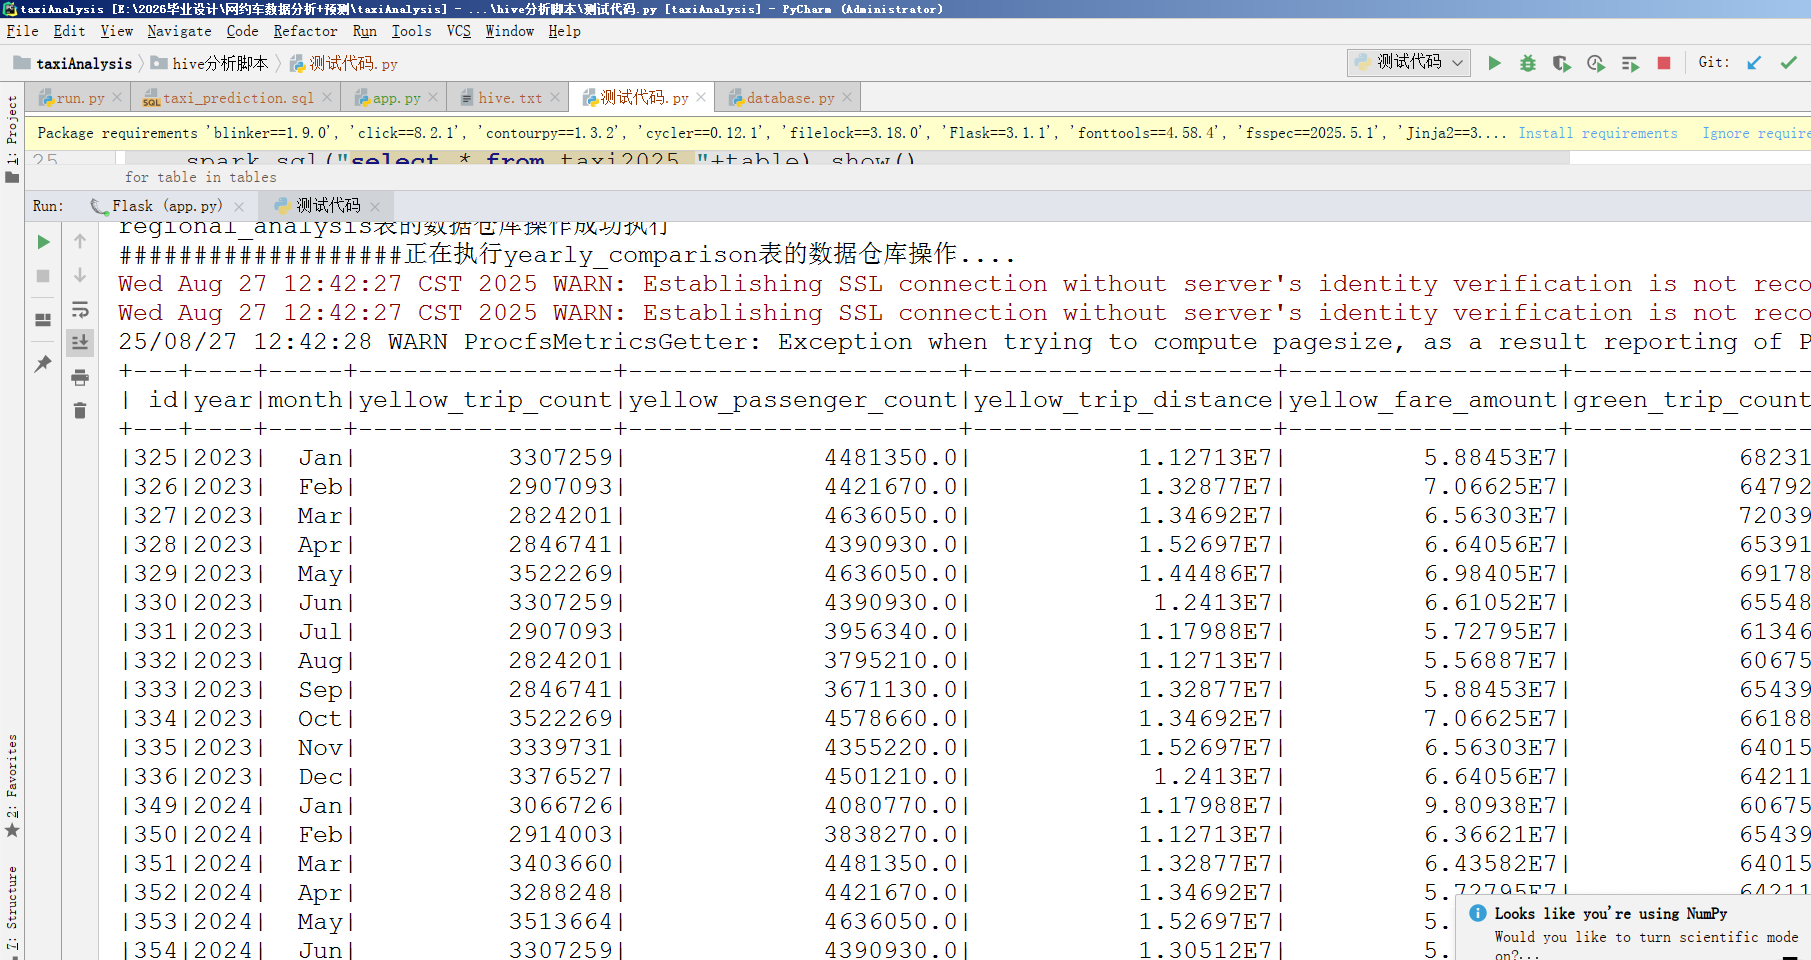 taxiAnalysis [E:\2026毕业设计\网约车数据分析+预测\taxiAnalysis] - ...\hive分析脚本\测试代码.py [taxiAnalysis] - PyCharm (Administrator)
File Edit View Navigate Code Refactor Run Tools VCS Window Help
taxiAnalysis hive分析脚本 测试代码.py 测试代码 Git:
run.py taxi_prediction.sql app.py hive.txt 测试代码.py database.py
Package requirements 'blinker==1.9.0', 'click==8.2.1', 'contourpy==1.3.2', 'cycler==0.12.1', 'filelock==3.18.0', 'Flask==3.1.1', 'fonttools==4.58.4', 'fsspec==2025.5.1', 'Jinja2==3.... Install requirements Ignore require
25 spark.sql("select * from taxi2025."+table).show()
for table in tables
Run: Flask (app.py) 测试代码
regional_analysis表的数据仓库操作成功执行
###################正在执行yearly_comparison表的数据仓库操作....
Wed Aug 27 12:42:27 CST 2025 WARN: Establishing SSL connection without server's identity verification is not reco
Wed Aug 27 12:42:27 CST 2025 WARN: Establishing SSL connection without server's identity verification is not reco
25/08/27 12:42:28 WARN ProcfsMetricsGetter: Exception when trying to compute pagesize, as a result reporting of P
+---+----+-----+-----------------+----------------------+--------------------+------------------+----------------
| id|year|month|yellow_trip_count|yellow_passenger_count|yellow_trip_distance|yellow_fare_amount|green_trip_count
+---+----+-----+-----------------+----------------------+--------------------+------------------+----------------
|325|2023|  Jan|          3307259|             4481350.0|           1.12713E7|         5.88453E7|           68231
|326|2023|  Feb|          2907093|             4421670.0|           1.32877E7|         7.06625E7|           64792
|327|2023|  Mar|          2824201|             4636050.0|           1.34692E7|         6.56303E7|           72039
|328|2023|  Apr|          2846741|             4390930.0|           1.52697E7|         6.64056E7|           65391
|329|2023|  May|          3522269|             4636050.0|           1.44486E7|         6.98405E7|           69178
|330|2023|  Jun|          3307259|             4390930.0|            1.2413E7|         6.61052E7|           65548
|331|2023|  Jul|          2907093|             3956340.0|           1.17988E7|         5.72795E7|           61346
|332|2023|  Aug|          2824201|             3795210.0|           1.12713E7|         5.56887E7|           60675
|333|2023|  Sep|          2846741|             3671130.0|           1.32877E7|         5.88453E7|           65439
|334|2023|  Oct|          3522269|             4578660.0|           1.34692E7|         7.06625E7|           66188
|335|2023|  Nov|          3339731|             4355220.0|           1.52697E7|         6.56303E7|           64015
|336|2023|  Dec|          3376527|             4501210.0|            1.2413E7|         6.64056E7|           64211
|349|2024|  Jan|          3066726|             4080770.0|           1.17988E7|         9.80938E7|           60675
|350|2024|  Feb|          2914003|             3838270.0|           1.12713E7|         6.36621E7|           65439
|351|2024|  Mar|          3403660|             4481350.0|           1.32877E7|         6.43582E7|           64015
|352|2024|  Apr|          3288248|             4421670.0|           1.34692E7|         5.72795E7|           64211
|353|2024|  May|          3513664|             4636050.0|           1.52697E7|         5.
|354|2024|  Jun|          3307259|             4390930.0|           1.30512E7|         5.
Looks like you're using NumPy
Would you like to turn scientific mode
on?...
1: Project
2: Favorites
7: Structure